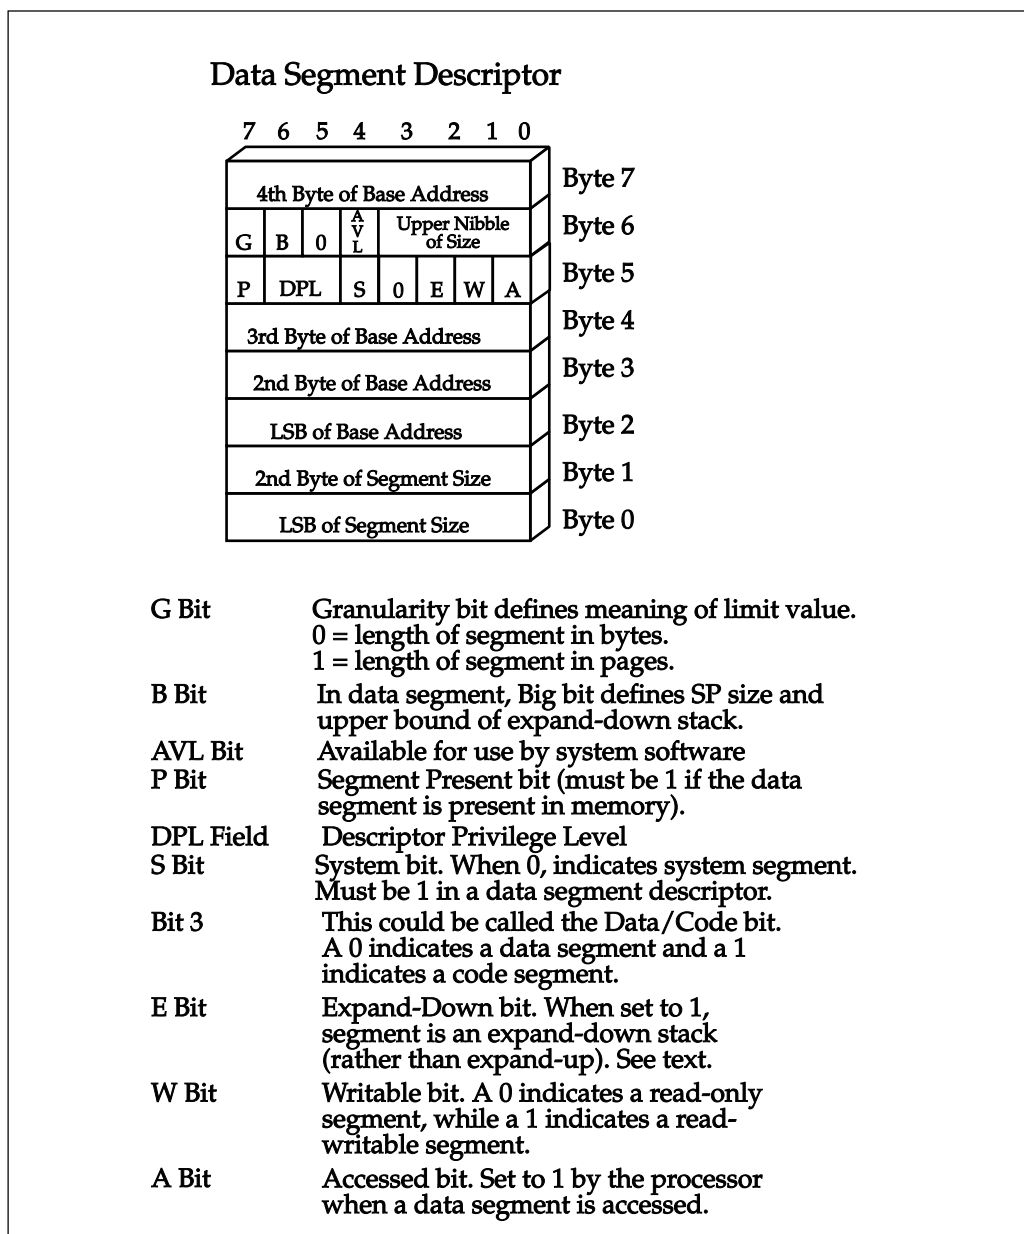 Data Segment Descriptor
7 6 5 4 3 2 1 0
4th Byte of Base Address Byte 7
G B 0 AVL Upper Nibble of Size Byte 6
P DPL S 0 E W A Byte 5
3rd Byte of Base Address Byte 4
2nd Byte of Base Address Byte 3
LSB of Base Address Byte 2
2nd Byte of Segment Size Byte 1
LSB of Segment Size Byte 0
G Bit Granularity bit defines meaning of limit value.
0 = length of segment in bytes.
1 = length of segment in pages.
B Bit In data segment, Big bit defines SP size and
upper bound of expand-down stack.
AVL Bit Available for use by system software
P Bit Segment Present bit (must be 1 if the data
segment is present in memory).
DPL Field Descriptor Privilege Level
S Bit System bit. When 0, indicates system segment.
Must be 1 in a data segment descriptor.
Bit 3 This could be called the Data/Code bit.
A 0 indicates a data segment and a 1
indicates a code segment.
E Bit Expand-Down bit. When set to 1,
segment is an expand-down stack
(rather than expand-up). See text.
W Bit Writable bit. A 0 indicates a read-only
segment, while a 1 indicates a read-
writable segment.
A Bit Accessed bit. Set to 1 by the processor
when a data segment is accessed.